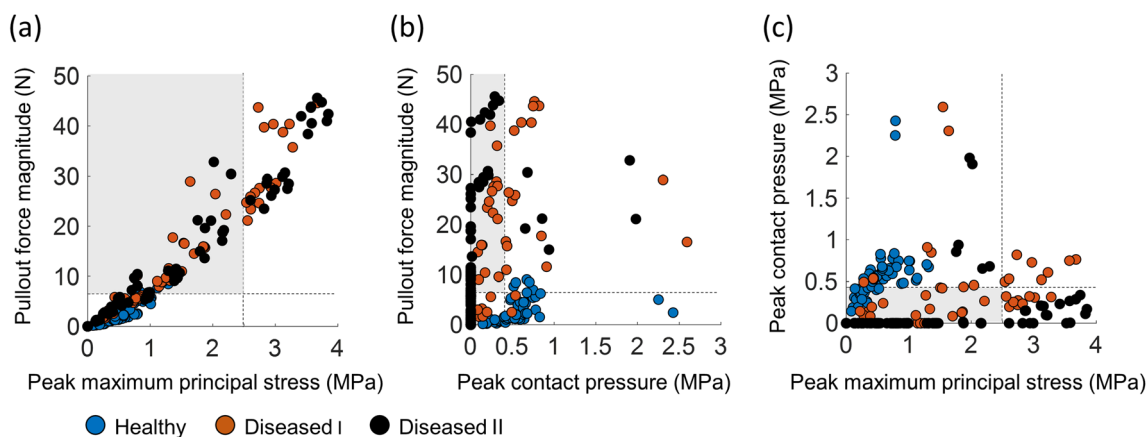 (a)
Pullout force magnitude (N)
50
40
30
20
10
0
0 1 2 3 4
Peak maximum principal stress (MPa)
(b)
Pullout force magnitude (N)
50
40
30
20
10
0
0 0.5 1 1.5 2 2.5 3
Peak contact pressure (MPa)
(c)
Peak contact pressure (MPa)
3
2.5
2
1.5
1
0.5
0
0 1 2 3 4
Peak maximum principal stress (MPa)
Healthy Diseased I Diseased II